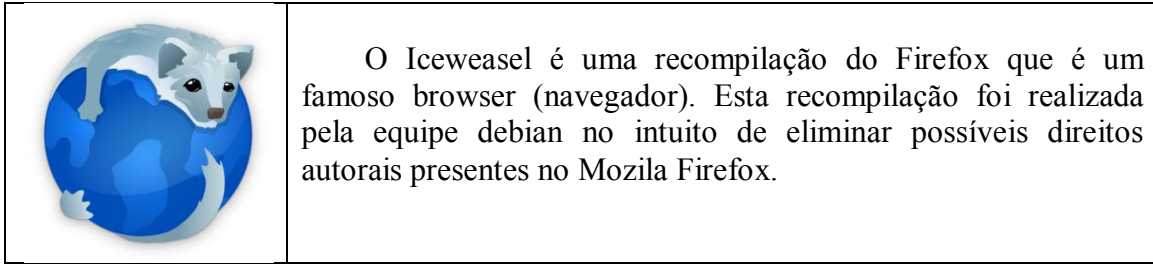 O Iceweasel é uma recompilação do Firefox que é um
famoso browser (navegador). Esta recompilação foi realizada
pela equipe debian no intuito de eliminar possíveis direitos
autorais presentes no Mozila Firefox.